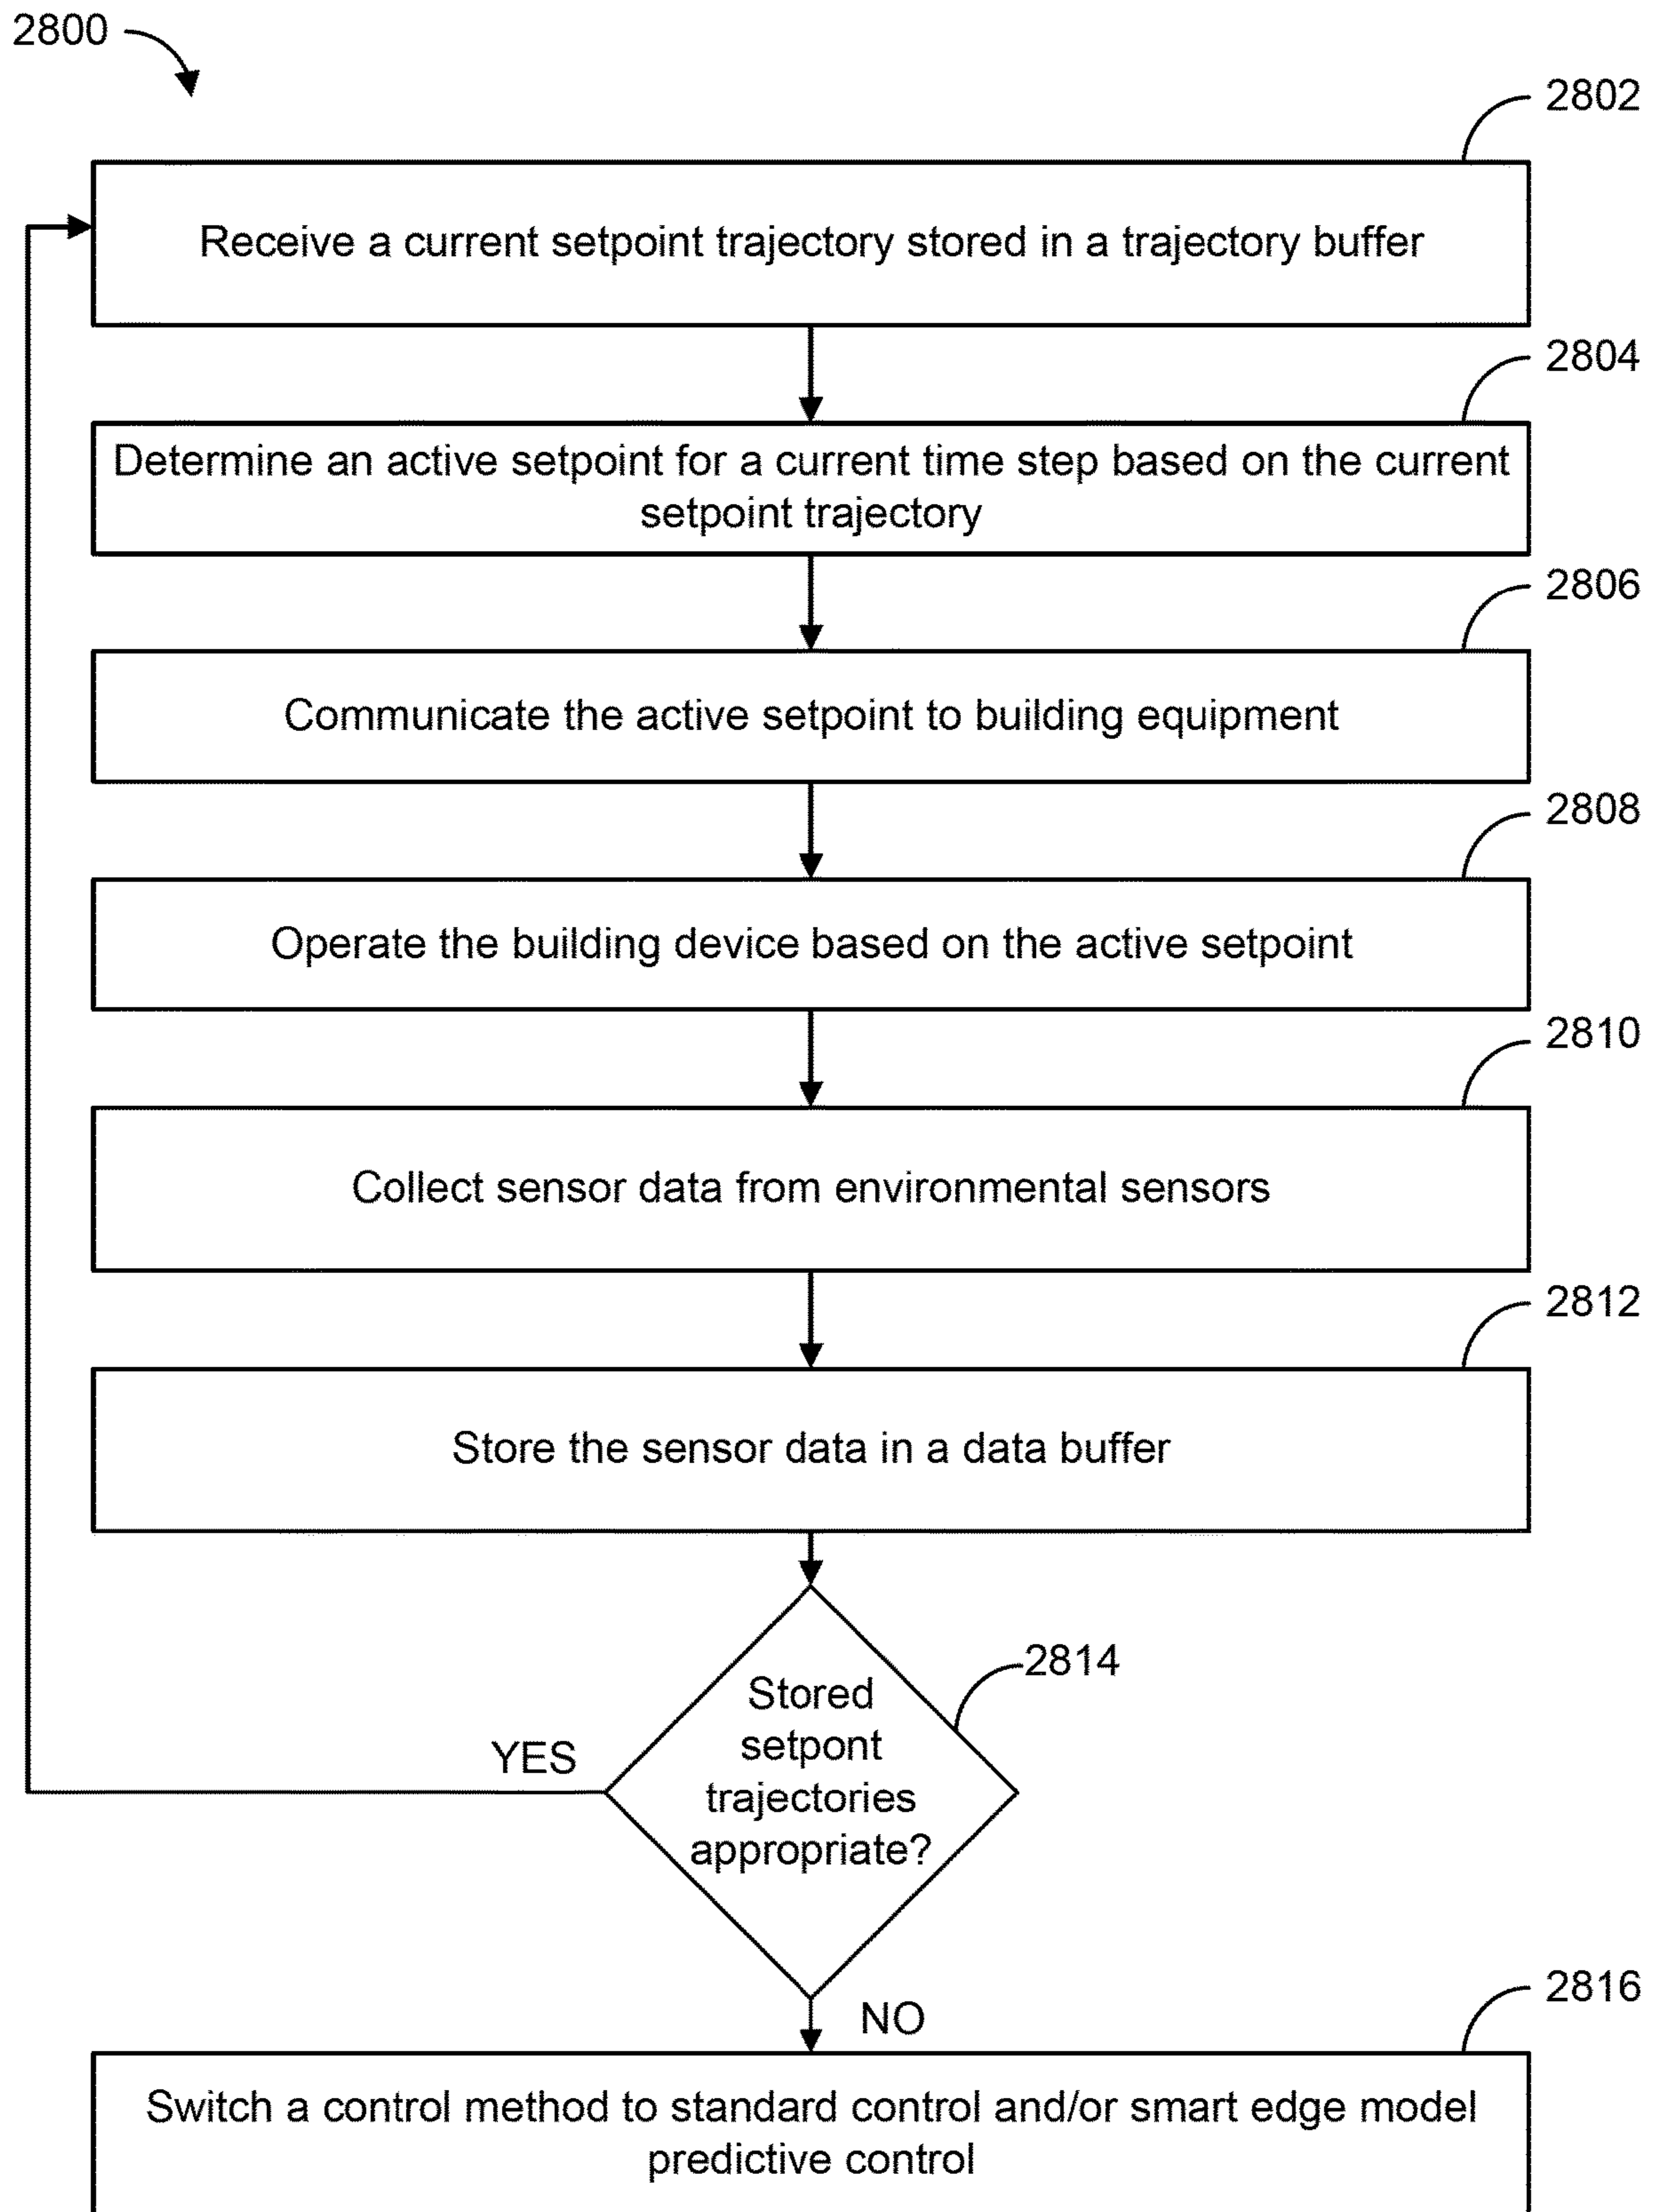 2800
2802
Receive a current setpoint trajectory stored in a trajectory buffer
2804
Determine an active setpoint for a current time step based on the current
setpoint trajectory
2806
Communicate the active setpoint to building equipment
2808
Operate the building device based on the active setpoint
2810
Collect sensor data from environmental sensors
2812
Store the sensor data in a data buffer
2814
Stored
setpont
trajectories
appropriate?
YES
NO
2816
Switch a control method to standard control and/or smart edge model
predictive control